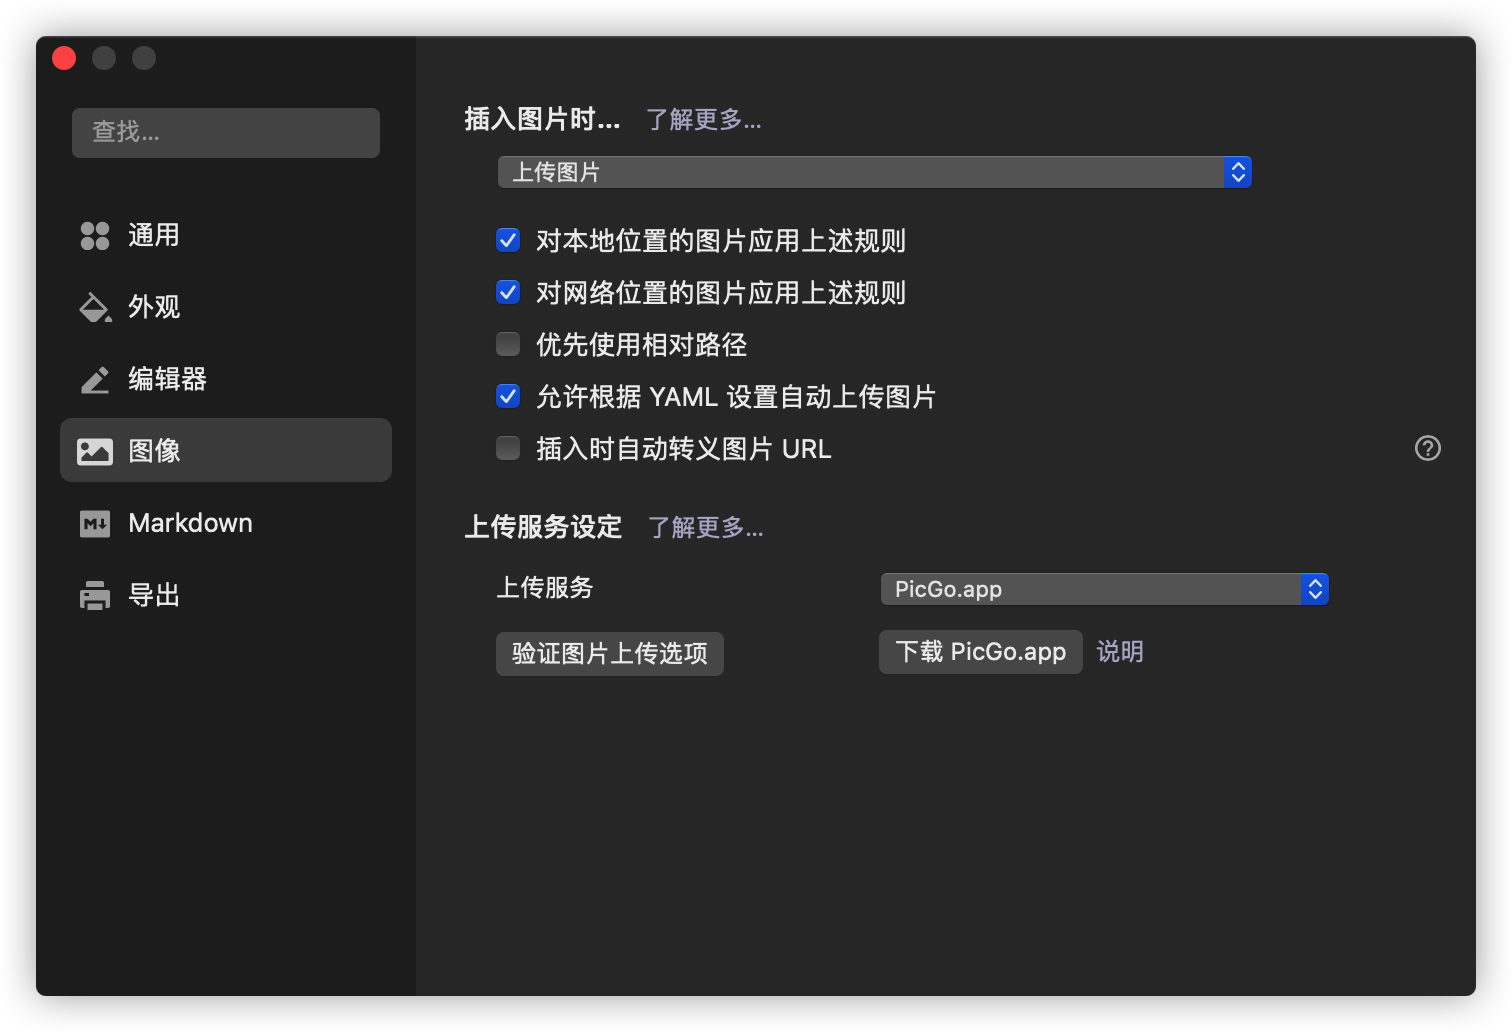 查找...
通用
外观
编辑器
图像
Markdown
导出
插入图片时... 了解更多...
上传图片
对本地位置的图片应用上述规则
对网络位置的图片应用上述规则
优先使用相对路径
允许根据 YAML 设置自动上传图片
插入时自动转义图片 URL
上传服务设定 了解更多...
上传服务 PicGo.app
验证图片上传选项 下载 PicGo.app 说明